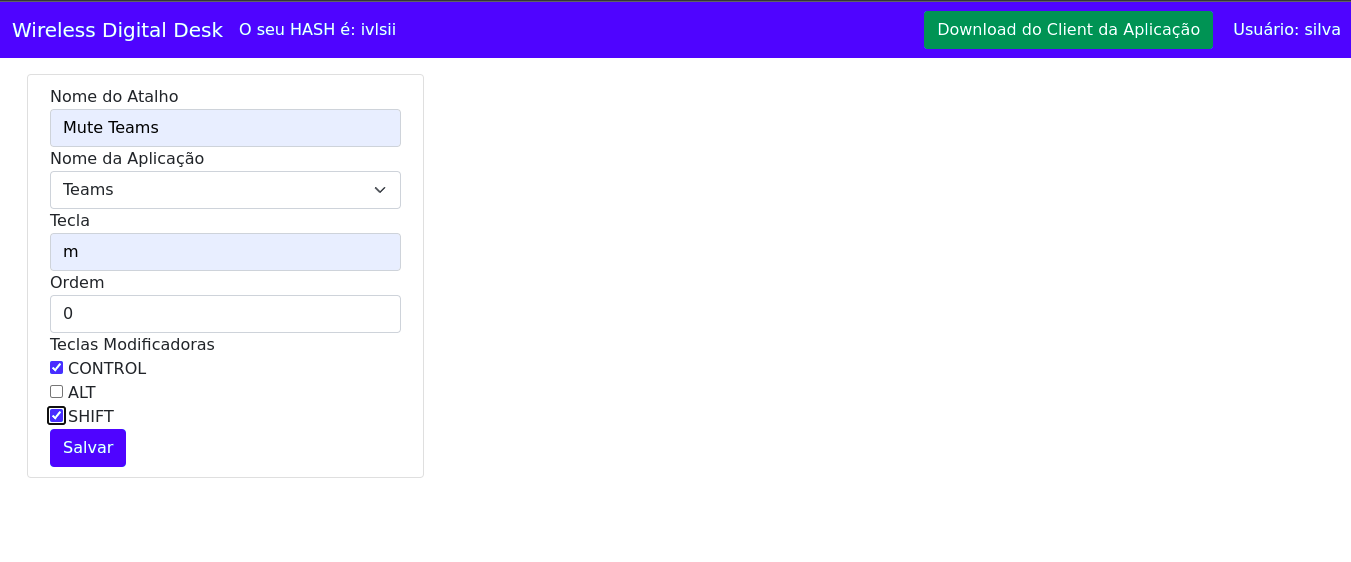 Wireless Digital Desk O seu HASH é: ivlsii Download do Client da Aplicação Usuário: silva
Nome do Atalho
Mute Teams
Nome da Aplicação
Teams
Tecla
m
Ordem
0
Teclas Modificadoras
CONTROL
ALT
SHIFT
Salvar